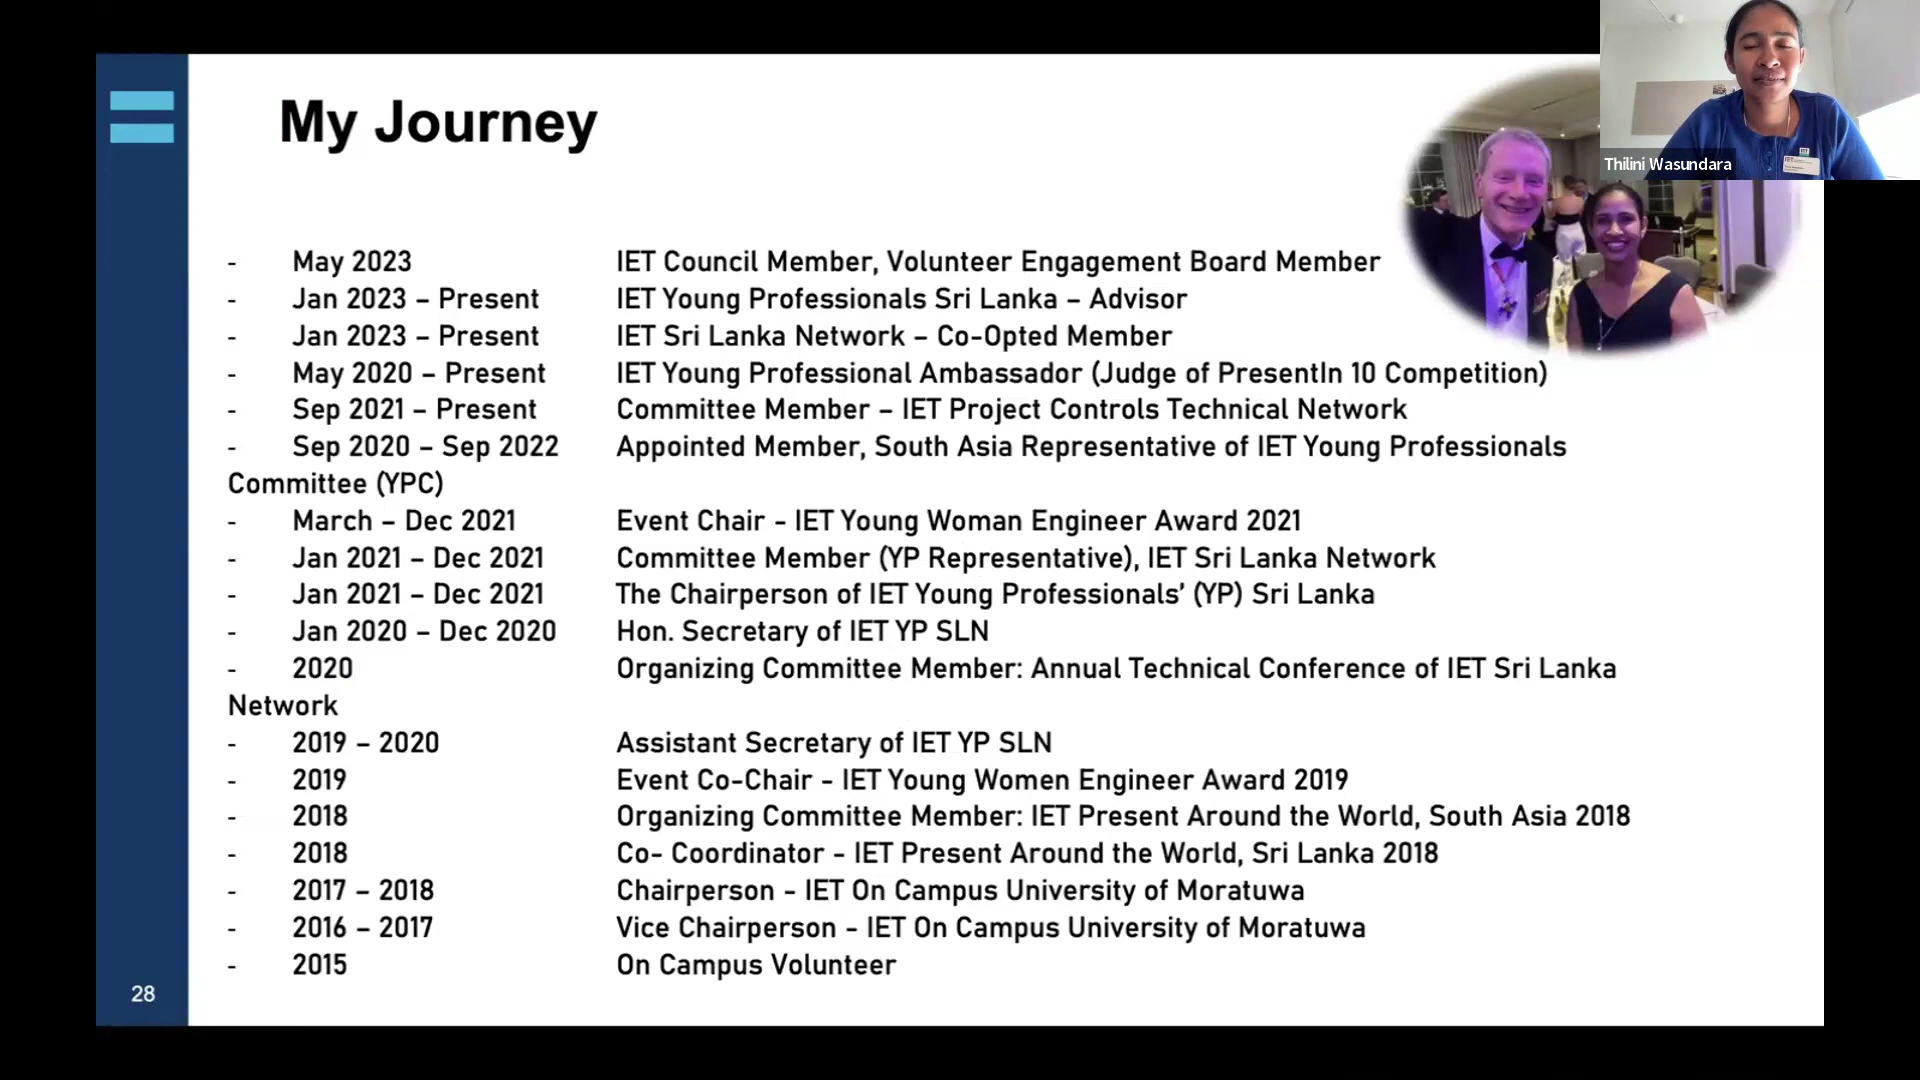 My Journey
Thilini Wasundara
- May 2023 IET Council Member, Volunteer Engagement Board Member
- Jan 2023 – Present IET Young Professionals Sri Lanka – Advisor
- Jan 2023 – Present IET Sri Lanka Network – Co-Opted Member
- May 2020 – Present IET Young Professional Ambassador (Judge of PresentIn 10 Competition)
- Sep 2021 – Present Committee Member – IET Project Controls Technical Network
- Sep 2020 – Sep 2022 Appointed Member, South Asia Representative of IET Young Professionals
Committee (YPC)
- March – Dec 2021 Event Chair - IET Young Woman Engineer Award 2021
- Jan 2021 – Dec 2021 Committee Member (YP Representative), IET Sri Lanka Network
- Jan 2021 – Dec 2021 The Chairperson of IET Young Professionals’ (YP) Sri Lanka
- Jan 2020 – Dec 2020 Hon. Secretary of IET YP SLN
- 2020 Organizing Committee Member: Annual Technical Conference of IET Sri Lanka
Network
- 2019 – 2020 Assistant Secretary of IET YP SLN
- 2019 Event Co-Chair - IET Young Women Engineer Award 2019
- 2018 Organizing Committee Member: IET Present Around the World, South Asia 2018
- 2018 Co- Coordinator - IET Present Around the World, Sri Lanka 2018
- 2017 – 2018 Chairperson - IET On Campus University of Moratuwa
- 2016 – 2017 Vice Chairperson - IET On Campus University of Moratuwa
- 2015 On Campus Volunteer
28